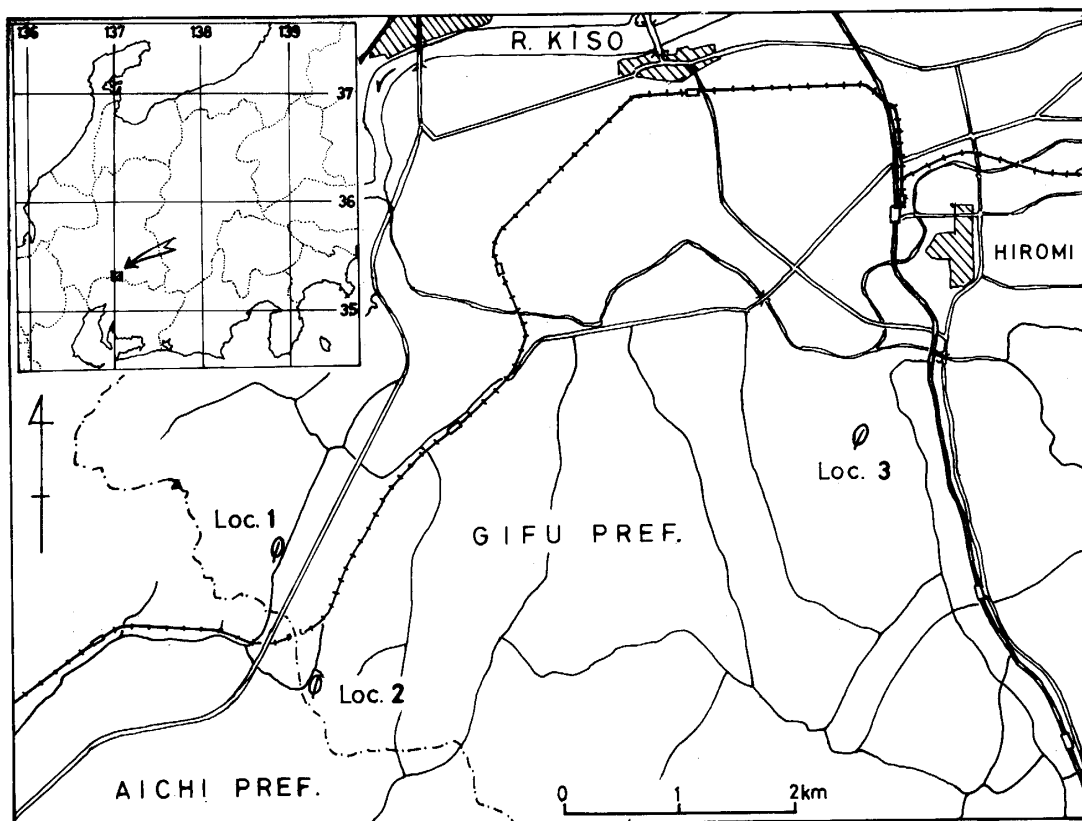 136 137 138 139
37
36
35
R. KISO
HIROMI
Loc. 3
Loc. 1
GIFU PREF.
Loc. 2
AICHI PREF.
0 1 2km